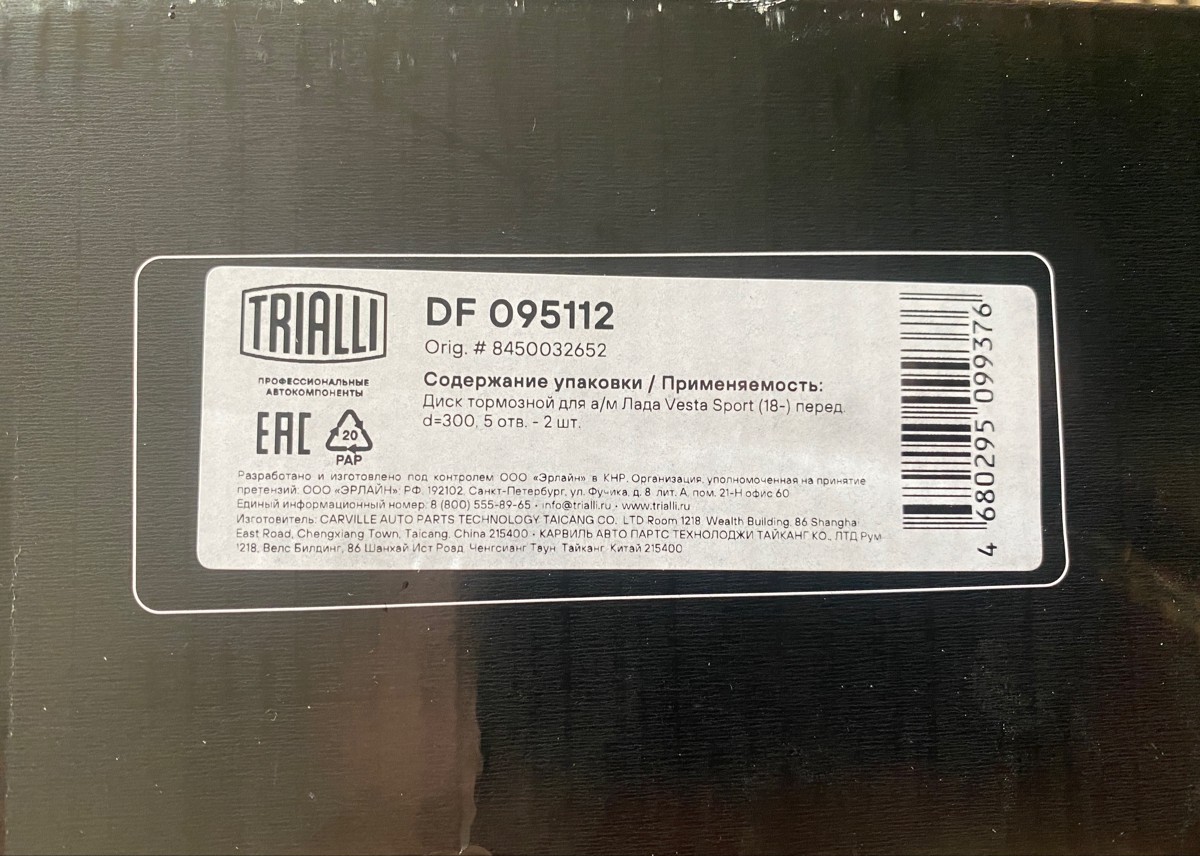 TRIALLI
ПРОФЕССИОНАЛЬНЫЕ
АВТОКОМПОНЕНТЫ
EAC
20
PAP
DF 095112
Orig. # 8450032652
Содержание упаковки / Применяемость:
Диск тормозной для а/м Лада Vesta Sport (18-) перед.
d=300, 5 отв. - 2 шт.
Разработано и изготовлено под контролем ООО «Эрлайн» в КНР. Организация, уполномоченная на принятие
претензий: ООО «ЭРЛАЙН» РФ, 192102, Санкт-Петербург, ул. Фучика, д. 8 лит. А, пом. 21-Н офис 60
Единый информационный номер: 8 (800) 555-89-65 • info@trialli.ru • www.trialli.ru
Изготовитель: CARVILLE AUTO PARTS TECHNOLOGY TAICANG CO., LTD Room 1218, Wealth Building, 86 Shanghai
East Road, Chengxiang Town, Taicang, China 215400 • КАРВИЛЬ АВТО ПАРТС ТЕХНОЛОДЖИ ТАЙКАНГ КО., ЛТД Рум
1218, Велс Билдинг, 86 Шанхай Ист Роад, Ченгсианг Таун, Тайканг, Китай 215400
4 680295 099376